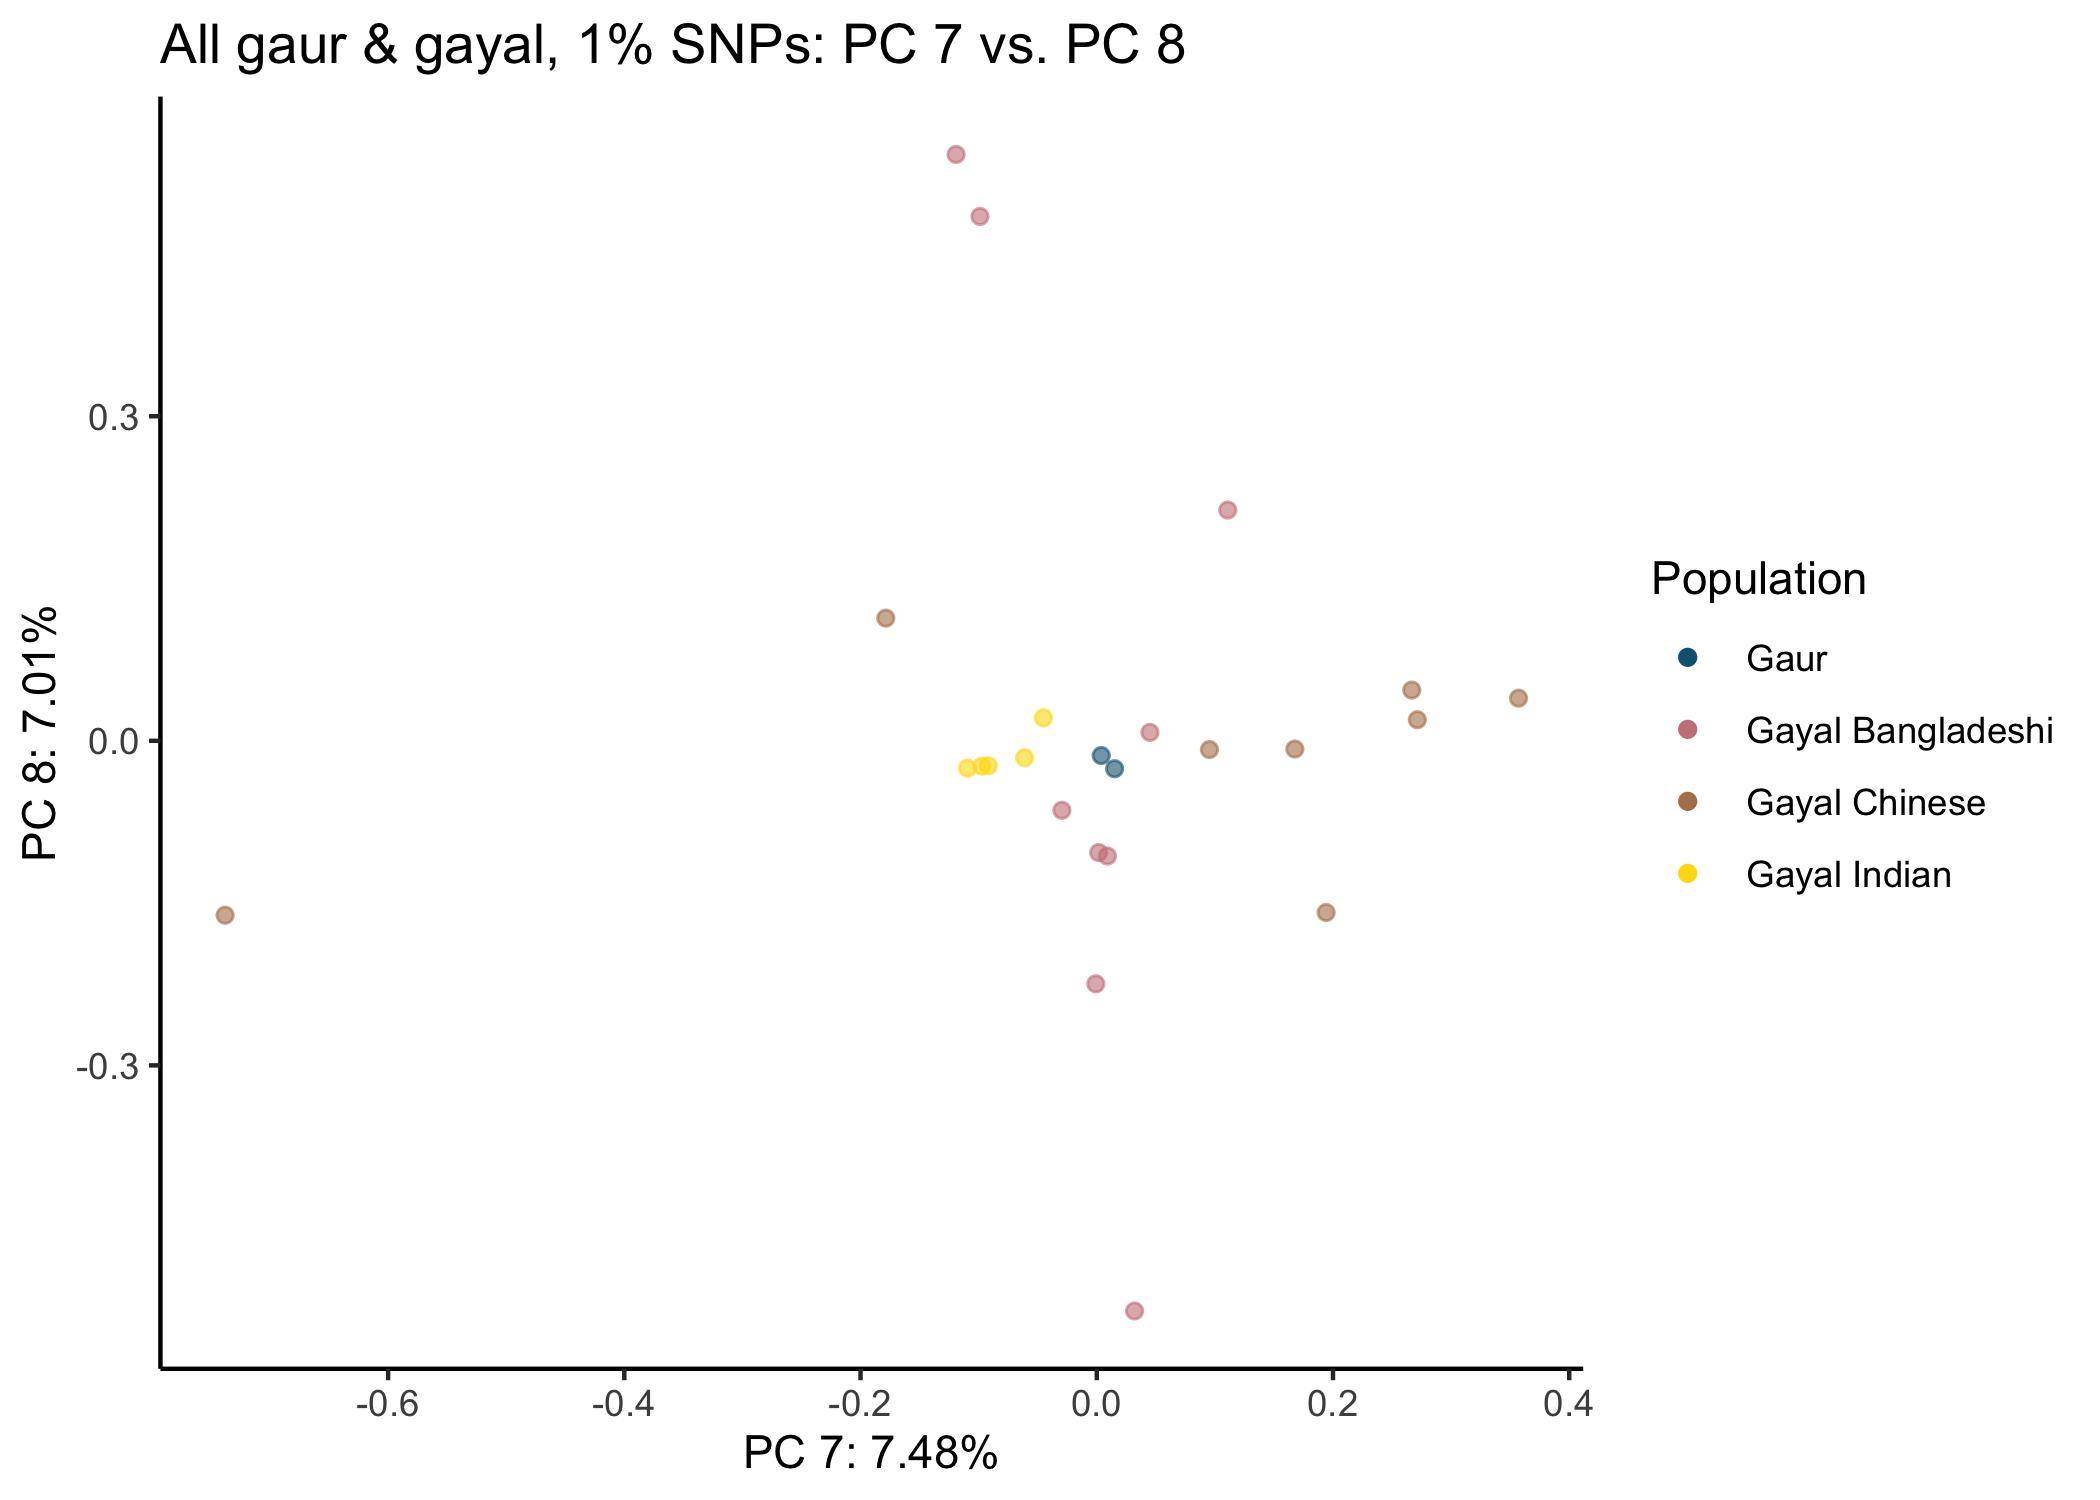 All gaur & gayal, 1% SNPs: PC 7 vs. PC 8
PC 8: 7.01%
0.3
0.0
-0.3
-0.6
-0.4
-0.2
0.0
0.2
0.4
PC 7: 7.48%
Population
Gaur
Gayal Bangladeshi
Gayal Chinese
Gayal Indian